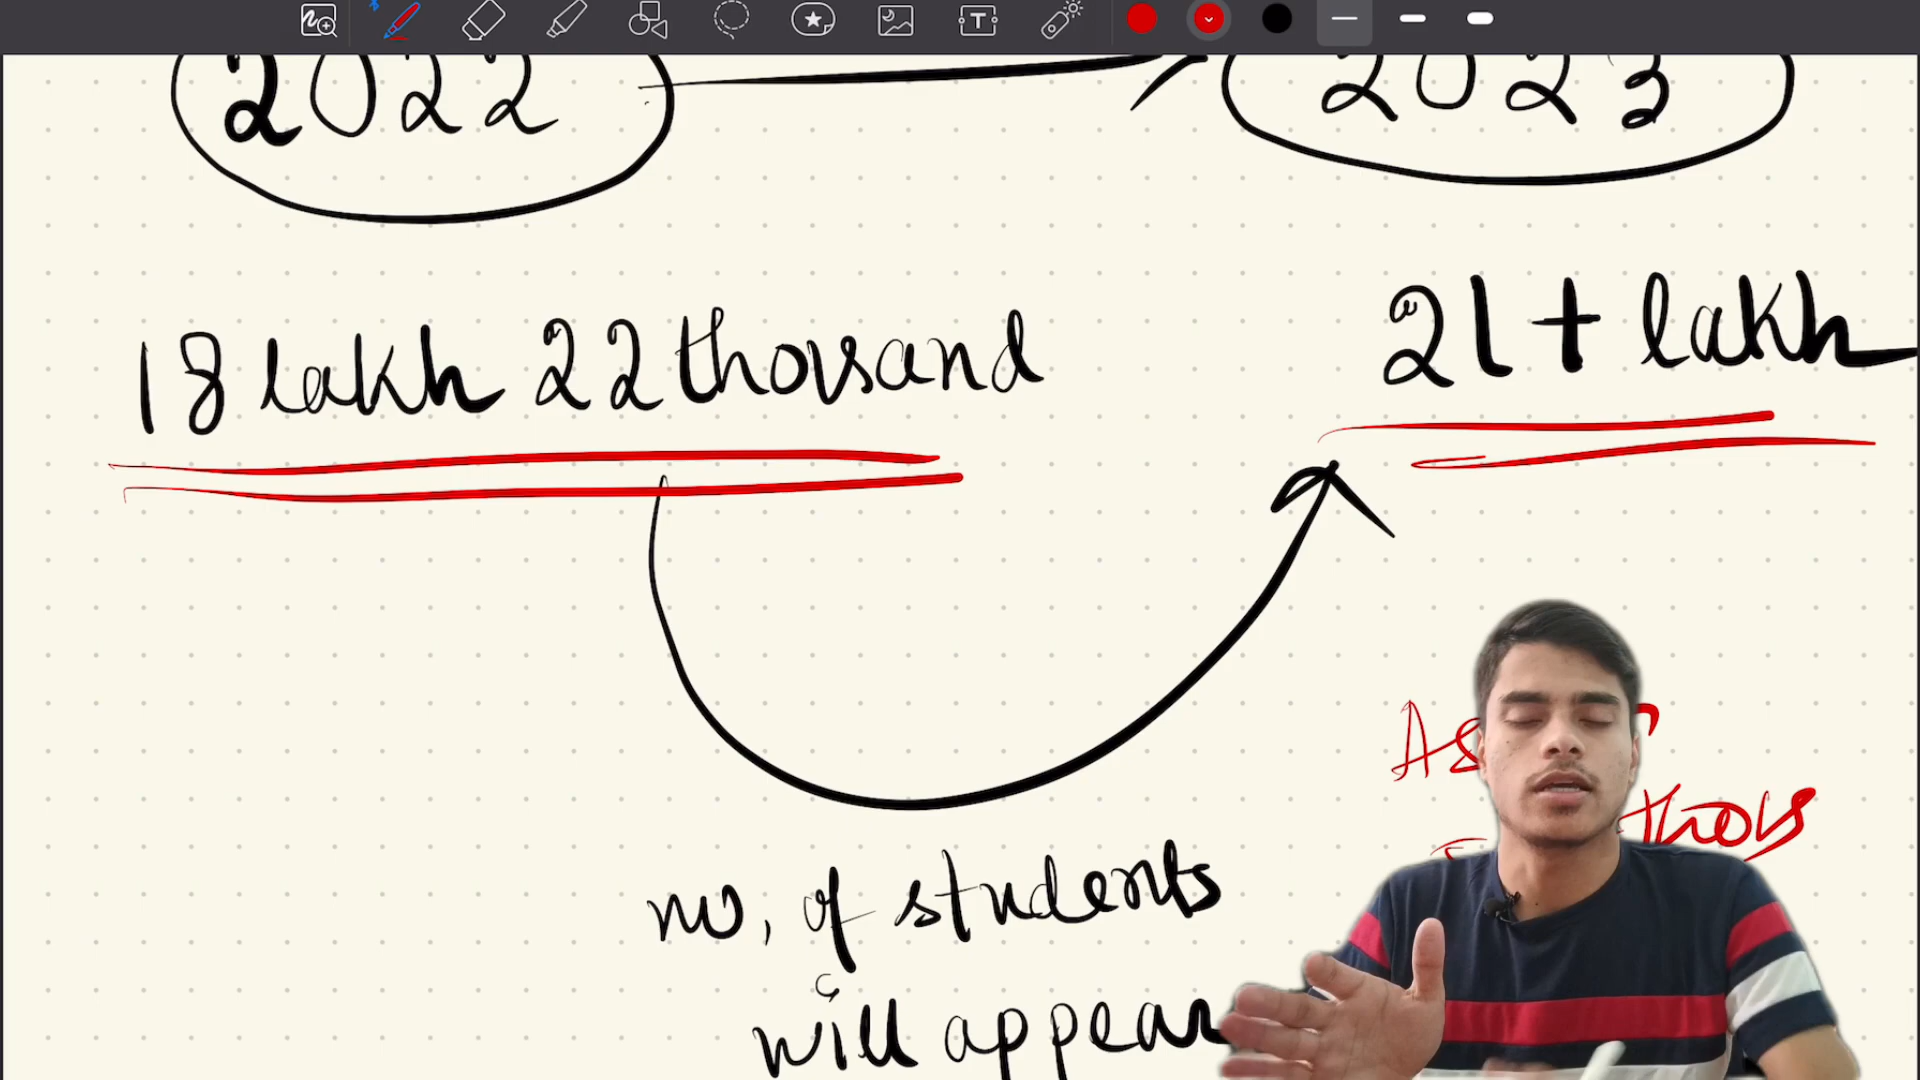 2022 2023
18 lakh 22 thousand
21+ lakh
no. of students
will appear